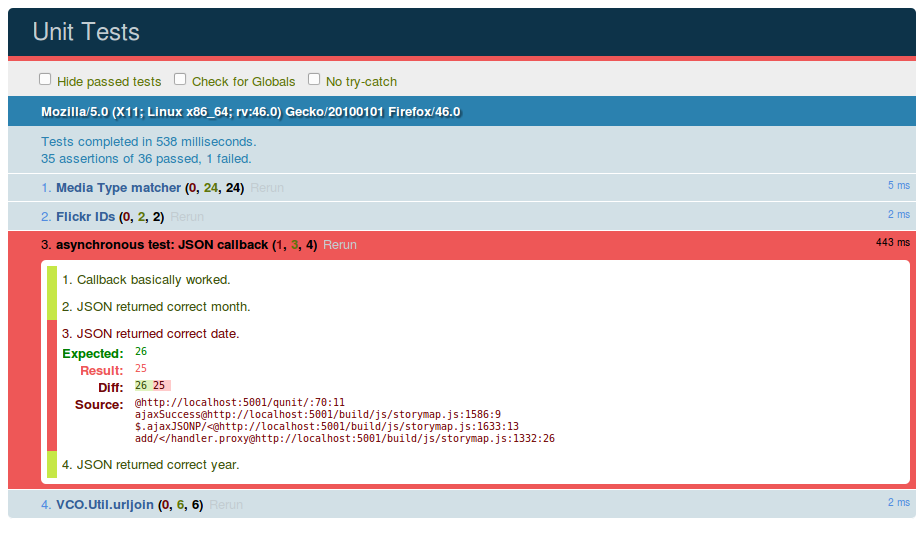 Unit Tests
Hide passed tests Check for Globals No try-catch
Mozilla/5.0 (X11; Linux x86_64; rv:46.0) Gecko/20100101 Firefox/46.0
Tests completed in 538 milliseconds.
35 assertions of 36 passed, 1 failed.
1. Media Type matcher (0, 24, 24) Rerun 5 ms
2. Flickr IDs (0, 2, 2) Rerun 2 ms
3. asynchronous test: JSON callback (1, 3, 4) Rerun 443 ms
1. Callback basically worked.
2. JSON returned correct month.
3. JSON returned correct date.
Expected: 26
Result: 25
Diff: 26 25
Source: @http://localhost:5001/qunit/:70:11
ajaxSuccess@http://localhost:5001/build/js/storymap.js:1586:9
$.ajaxJSONP/<@http://localhost:5001/build/js/storymap.js:1633:13
add/</handler.proxy@http://localhost:5001/build/js/storymap.js:1332:26
4. JSON returned correct year.
4. VCO.Util.urljoin (0, 6, 6) Rerun 2 ms